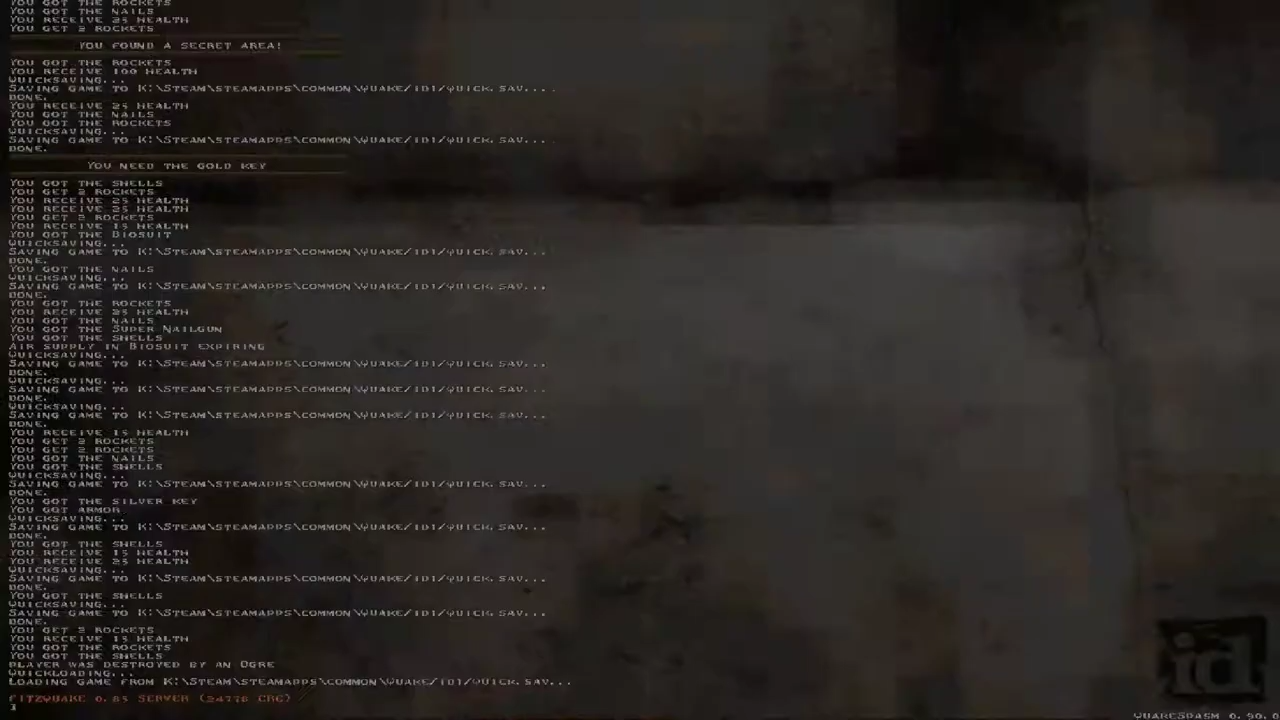 YOU GOT THE ROCKETS
YOU GOT THE NAILS
YOU RECEIVE 25 HEALTH
YOU GET 2 ROCKETS
YOU FOUND A SECRET AREA!
YOU GOT THE ROCKETS
YOU RECEIVE 100 HEALTH
QUICKSAVING...
SAVING GAME TO K:\STEAM\STEAMAPPS\COMMON\QUAKE/ID1/QUICK.SAV...
DONE.
YOU RECEIVE 25 HEALTH
YOU GOT THE NAILS
YOU GOT THE ROCKETS
QUICKSAVING...
SAVING GAME TO K:\STEAM\STEAMAPPS\COMMON\QUAKE/ID1/QUICK.SAV...
DONE.
YOU NEED THE GOLD KEY
YOU GOT THE SHELLS
YOU GET 2 ROCKETS
YOU RECEIVE 25 HEALTH
YOU RECEIVE 25 HEALTH
YOU GET 2 ROCKETS
YOU RECEIVE 15 HEALTH
YOU GOT THE BIOSUIT
QUICKSAVING...
SAVING GAME TO K:\STEAM\STEAMAPPS\COMMON\QUAKE/ID1/QUICK.SAV...
DONE.
YOU GOT THE NAILS
QUICKSAVING...
SAVING GAME TO K:\STEAM\STEAMAPPS\COMMON\QUAKE/ID1/QUICK.SAV...
DONE.
YOU GOT THE ROCKETS
YOU RECEIVE 25 HEALTH
YOU GOT THE NAILS
YOU GOT THE SUPER NAILGUN
YOU GOT THE SHELLS
AIR SUPPLY IN BIOSUIT EXPIRING
QUICKSAVING...
SAVING GAME TO K:\STEAM\STEAMAPPS\COMMON\QUAKE/ID1/QUICK.SAV...
DONE.
QUICKSAVING...
SAVING GAME TO K:\STEAM\STEAMAPPS\COMMON\QUAKE/ID1/QUICK.SAV...
DONE.
QUICKSAVING...
SAVING GAME TO K:\STEAM\STEAMAPPS\COMMON\QUAKE/ID1/QUICK.SAV...
DONE.
YOU RECEIVE 15 HEALTH
YOU GET 2 ROCKETS
YOU GET 2 ROCKETS
YOU GOT THE NAILS
YOU GOT THE SHELLS
QUICKSAVING...
SAVING GAME TO K:\STEAM\STEAMAPPS\COMMON\QUAKE/ID1/QUICK.SAV...
DONE.
YOU GOT THE SILVER KEY
YOU GOT ARMOR
QUICKSAVING...
SAVING GAME TO K:\STEAM\STEAMAPPS\COMMON\QUAKE/ID1/QUICK.SAV...
DONE.
YOU GOT THE SHELLS
YOU RECEIVE 15 HEALTH
YOU RECEIVE 25 HEALTH
QUICKSAVING...
SAVING GAME TO K:\STEAM\STEAMAPPS\COMMON\QUAKE/ID1/QUICK.SAV...
DONE.
YOU GOT THE SHELLS
QUICKSAVING...
SAVING GAME TO K:\STEAM\STEAMAPPS\COMMON\QUAKE/ID1/QUICK.SAV...
DONE.
YOU GET 2 ROCKETS
YOU RECEIVE 15 HEALTH
YOU GOT THE ROCKETS
YOU GOT THE SHELLS
PLAYER WAS DESTROYED BY AN OGRE
QUICKLOADING...
LOADING GAME FROM K:\STEAM\STEAMAPPS\COMMON\QUAKE/ID1/QUICK.SAV...
FITZQUAKE 0.85 SERVER (24778 CRC)
]
id
QUAKESPASM 0.90.0